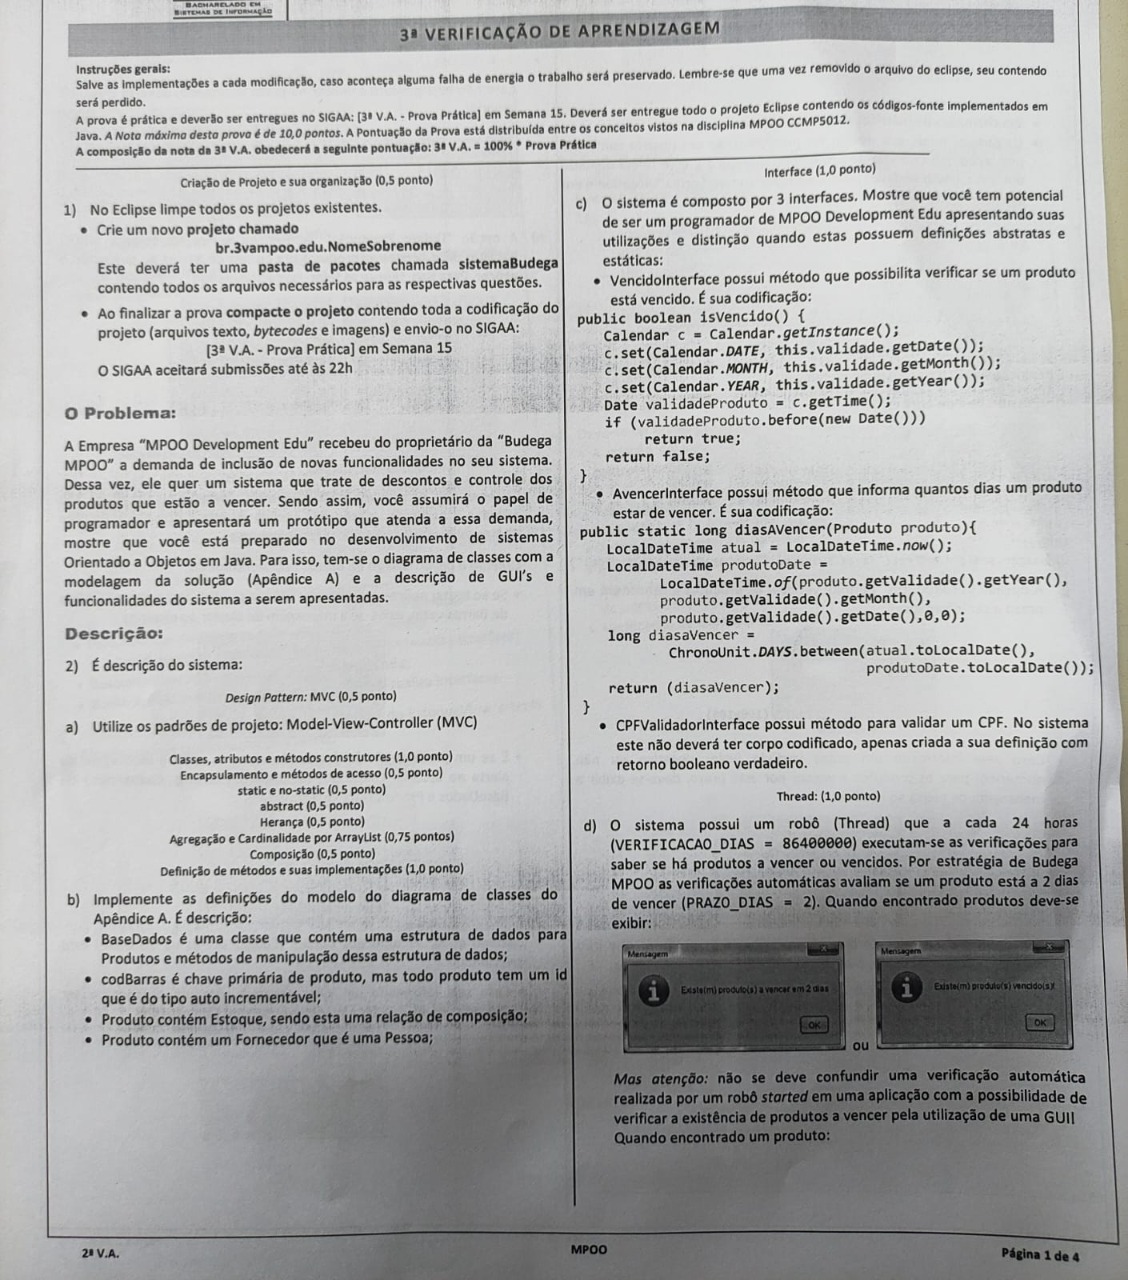 BACHARELADO EM
SISTEMAS DE INFORMAÇÃO
3ª VERIFICAÇÃO DE APRENDIZAGEM
Instruções gerais:
Salve as implementações a cada modificação, caso aconteça alguma falha de energia o trabalho será preservado. Lembre-se que uma vez removido o arquivo do eclipse, seu conteúdo
será perdido.
A prova é prática e deverão ser entregues no SIGAA: [3ª V.A. - Prova Prática] em Semana 15. Deverá ser entregue todo o projeto Eclipse contendo os códigos-fonte implementados em
Java. A Nota máxima desta prova é de 10,0 pontos. A Pontuação da Prova está distribuída entre os conceitos vistos na disciplina MPOO CCMP5012.
A composição da nota da 3ª V.A. obedecerá a seguinte pontuação: 3ª V.A. = 100% * Prova Prática
Criação de Projeto e sua organização (0,5 ponto)
1) No Eclipse limpe todos os projetos existentes.
• Crie um novo projeto chamado
br.3vampoo.edu.NomeSobrenome
Este deverá ter uma pasta de pacotes chamada sistemaBudega
contendo todos os arquivos necessários para as respectivas questões.
• Ao finalizar a prova compacte o projeto contendo toda a codificação do
projeto (arquivos texto, bytecodes e imagens) e envio-o no SIGAA:
[3ª V.A. - Prova Prática] em Semana 15
O SIGAA aceitará submissões até às 22h
O Problema:
A Empresa “MPOO Development Edu” recebeu do proprietário da “Budega
MPOO” a demanda de inclusão de novas funcionalidades no seu sistema.
Dessa vez, ele quer um sistema que trate de descontos e controle dos
produtos que estão a vencer. Sendo assim, você assumirá o papel de
programador e apresentará um protótipo que atenda a essa demanda,
mostre que você está preparado no desenvolvimento de sistemas
Orientado a Objetos em Java. Para isso, tem-se o diagrama de classes com a
modelagem da solução (Apêndice A) e a descrição de GUI’s e
funcionalidades do sistema a serem apresentadas.
Descrição:
2) É descrição do sistema:
Design Pattern: MVC (0,5 ponto)
a) Utilize os padrões de projeto: Model-View-Controller (MVC)
Classes, atributos e métodos construtores (1,0 ponto)
Encapsulamento e métodos de acesso (0,5 ponto)
static e no-static (0,5 ponto)
abstract (0,5 ponto)
Herança (0,5 ponto)
Agregação e Cardinalidade por ArrayList (0,75 pontos)
Composição (0,5 ponto)
Definição de métodos e suas implementações (1,0 ponto)
b) Implemente as definições do modelo do diagrama de classes do
Apêndice A. É descrição:
• BaseDados é uma classe que contém uma estrutura de dados para
Produtos e métodos de manipulação dessa estrutura de dados;
• codBarras é chave primária de produto, mas todo produto tem um id
que é do tipo auto incrementável;
• Produto contém Estoque, sendo esta uma relação de composição;
• Produto contém um Fornecedor que é uma Pessoa;
Interface (1,0 ponto)
c) O sistema é composto por 3 interfaces. Mostre que você tem potencial
de ser um programador de MPOO Development Edu apresentando suas
utilizações e distinção quando estas possuem definições abstratas e
estáticas:
• VencidoInterface possui método que possibilita verificar se um produto
está vencido. É sua codificação:
public boolean isVencido() {
Calendar c = Calendar.getInstance();
c.set(Calendar.DATE, this.validade.getDate());
c.set(Calendar.MONTH, this.validade.getMonth());
c.set(Calendar.YEAR, this.validade.getYear());
Date validadeProduto = c.getTime();
if (validadeProduto.before(new Date()))
return true;
return false;
}
• AvencerInterface possui método que informa quantos dias um produto
estar de vencer. É sua codificação:
public static long diasAVencer(Produto produto){
LocalDateTime atual = LocalDateTime.now();
LocalDateTime produtoDate =
LocalDateTime.of(produto.getValidade().getYear(),
produto.getValidade().getMonth(),
produto.getValidade().getDate(),0,0);
long diasaVencer =
ChronoUnit.DAYS.between(atual.toLocalDate(),
produtoDate.toLocalDate());
return (diasaVencer);
}
• CPFValidadorInterface possui método para validar um CPF. No sistema
este não deverá ter corpo codificado, apenas criada a sua definição com
retorno booleano verdadeiro.
Thread: (1,0 ponto)
d) O sistema possui um robô (Thread) que a cada 24 horas
(VERIFICACAO_DIAS = 86400000) executam-se as verificações para
saber se há produtos a vencer ou vencidos. Por estratégia de Budega
MPOO as verificações automáticas avaliam se um produto está a 2 dias
de vencer (PRAZO_DIAS = 2). Quando encontrado produtos deve-se
exibir:
Mensagem
Existe(m) produto(s) a vencer em 2 dias
OK
ou
Mensagem
Existe(m) produto(s) vencido(s)!
OK
Mas atenção: não se deve confundir uma verificação automática
realizada por um robô started em uma aplicação com a possibilidade de
verificar a existência de produtos a vencer pela utilização de uma GUI!
Quando encontrado um produto:
2ª V.A.
MPOO
Página 1 de 4